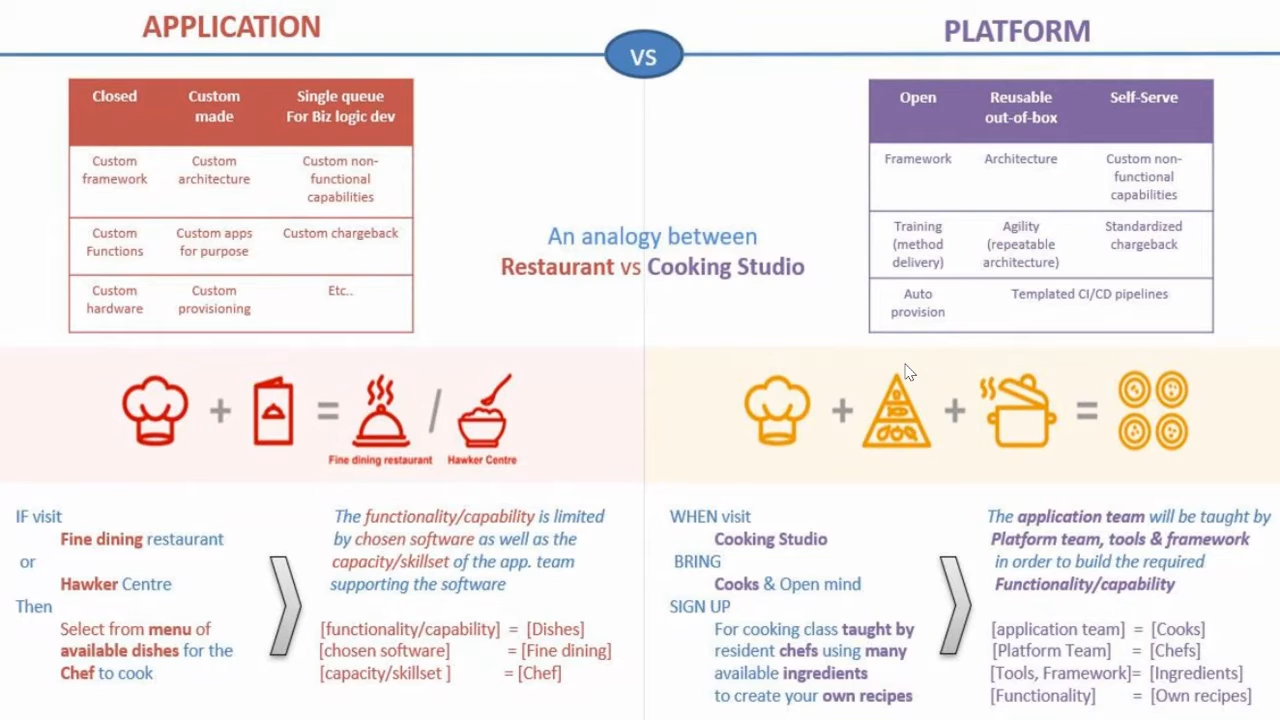 APPLICATION
VS
PLATFORM
Closed
Custom
made
Single queue
For Biz logic dev
Custom
framework
Custom
architecture
Custom non-
functional
capabilities
Custom
Functions
Custom apps
for purpose
Custom chargeback
Custom
hardware
Custom
provisioning
Etc..
An analogy between
Restaurant vs Cooking Studio
Open
Reusable
out-of-box
Self-Serve
Framework
Architecture
Custom non-
functional
capabilities
Training
(method
delivery)
Agility
(repeatable
architecture)
Standardized
chargeback
Auto
provision
Templated CI/CD pipelines
+
=
/
Fine dining restaurant
Hawker Centre
+
+
=
IF visit
Fine dining restaurant
or
Hawker Centre
Then
Select from menu of
available dishes for the
Chef to cook
The functionality/capability is limited
by chosen software as well as the
capacity/skillset of the app. team
supporting the software
[functionality/capability] = [Dishes]
[chosen software] = [Fine dining]
[capacity/skillset ] = [Chef]
WHEN visit
Cooking Studio
BRING
Cooks & Open mind
SIGN UP
For cooking class taught by
resident chefs using many
available ingredients
to create your own recipes
The application team will be taught by
Platform team, tools & framework
in order to build the required
Functionality/capability
[application team] = [Cooks]
[Platform Team] = [Chefs]
[Tools, Framework]= [Ingredients]
[Functionality] = [Own recipes]